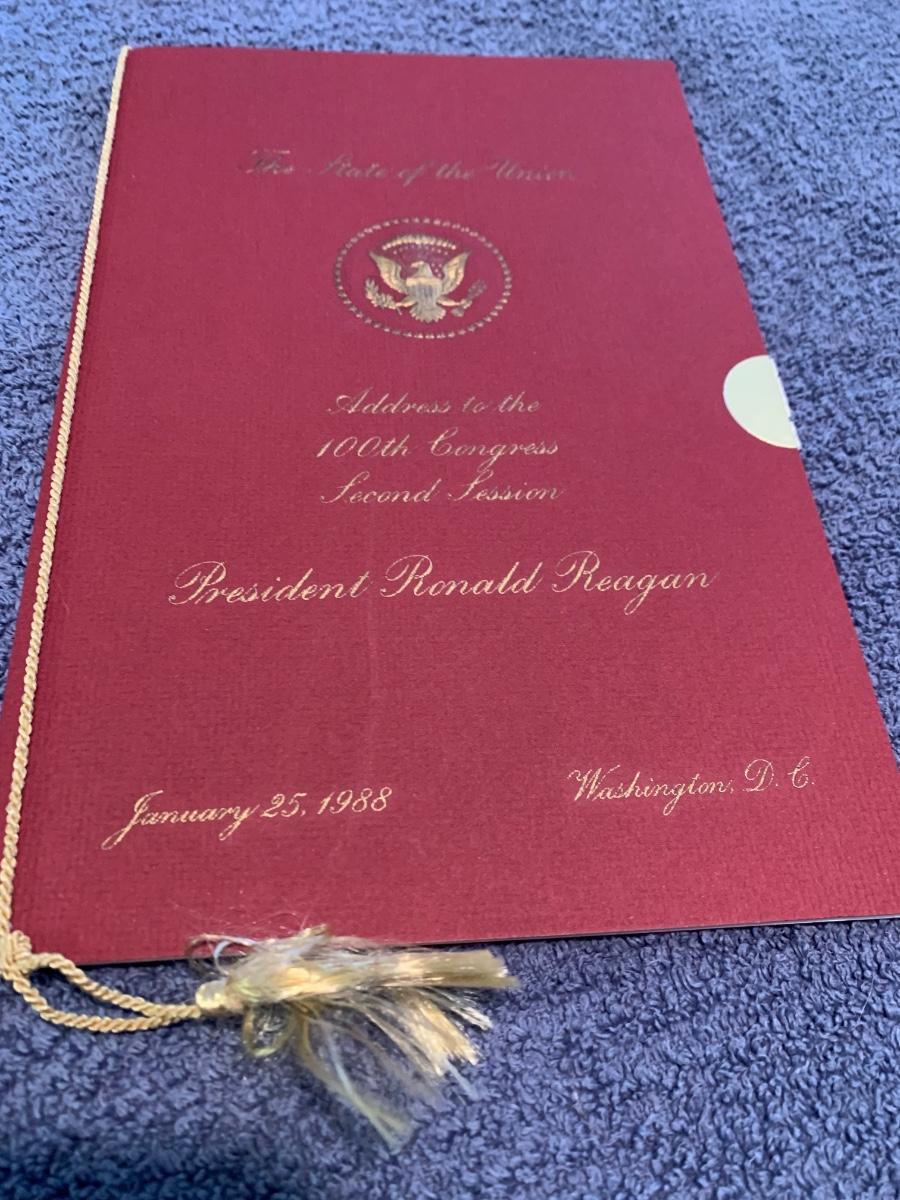 The State of the Union
Address to the
100th Congress
Second Session
President Ronald Reagan
January 25, 1988
Washington, D. C.